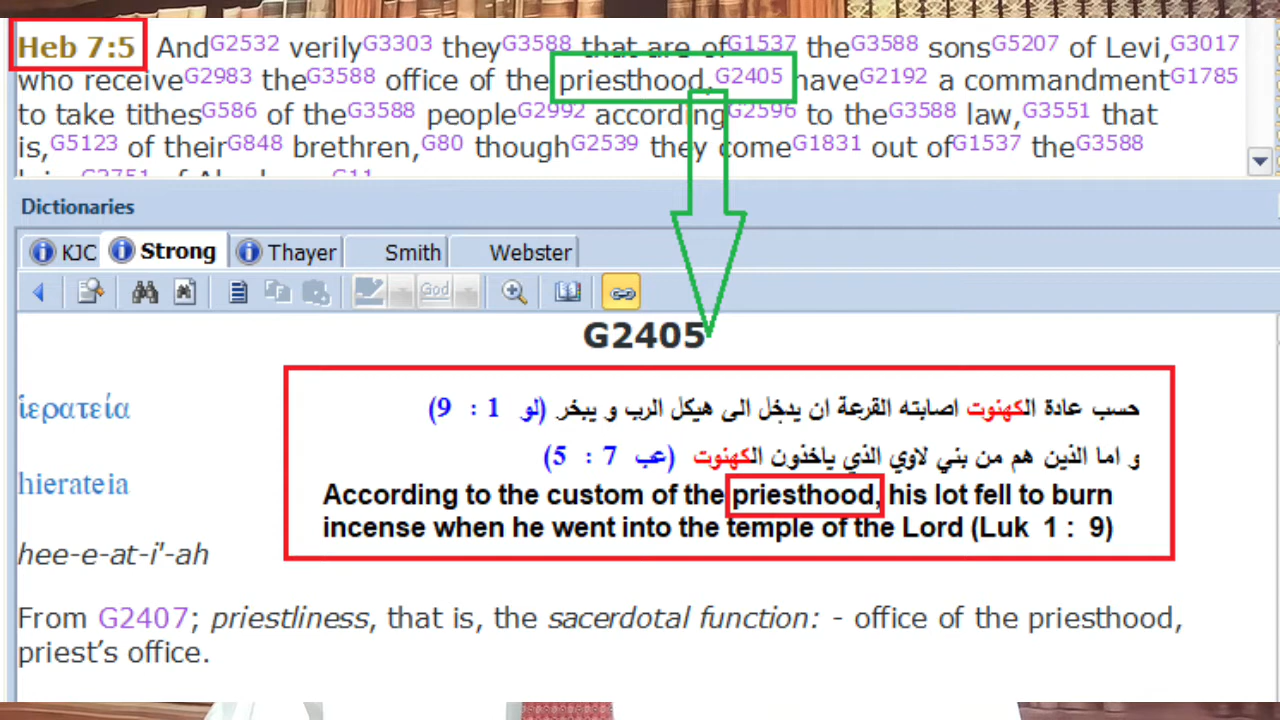 Heb 7:5 AndG2532 verilyG3303 theyG3588 that are ofG1537 theG3588 sonsG5207 of Levi,G3017
who receiveG2983 theG3588 office of the priesthood,G2405 haveG2192 a commandmentG1785
to take tithesG586 of theG3588 peopleG2992 accordingG2596 to theG3588 law,G3551 that
is,G5123 of theirG848 brethren,G80 thoughG2539 they comeG1831 out ofG1537 theG3588
Dictionaries
KJC Strong Thayer Smith Webster
God
G2405
ἱερατεία
حسب عادة الكهنوت اصابته القرعة ان يدخل الى هيكل الرب و يبخر (لو 1 : 9)
و اما الذين هم من بني لاوي الذي ياخذون الكهنوت (عب 7 : 5)
hierateia
According to the custom of the priesthood, his lot fell to burn
incense when he went into the temple of the Lord (Luk 1 : 9)
hee-e-at-i'-ah
From G2407; priestliness, that is, the sacerdotal function: - office of the priesthood,
priest’s office.